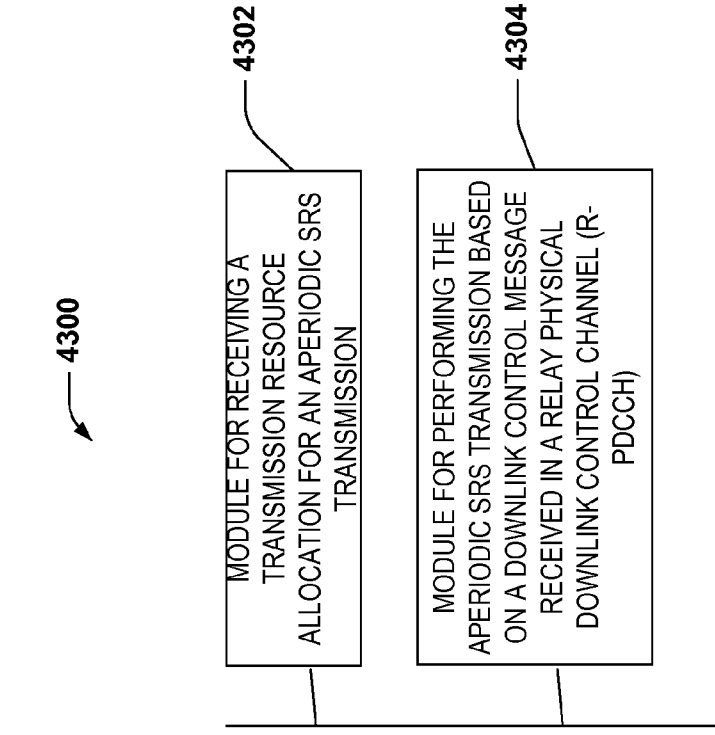 4300
4302
MODULE FOR RECEIVING A
TRANSMISSION RESOURCE
ALLOCATION FOR AN APERIODIC SRS
TRANSMISSION
4304
MODULE FOR PERFORMING THE
APERIODIC SRS TRANSMISSION BASED
ON A DOWNLINK CONTROL MESSAGE
RECEIVED IN A RELAY PHYSICAL
DOWNLINK CONTROL CHANNEL (R-
PDCCH)